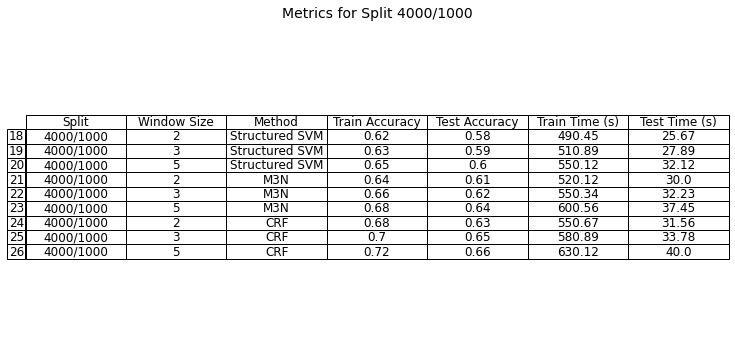 Metrics for Split 4000/1000
Split Window Size Method Train Accuracy Test Accuracy Train Time (s) Test Time (s)
18 4000/1000 2 Structured SVM 0.62 0.58 490.45 25.67
19 4000/1000 3 Structured SVM 0.63 0.59 510.89 27.89
20 4000/1000 5 Structured SVM 0.65 0.6 550.12 32.12
21 4000/1000 2 M3N 0.64 0.61 520.12 30.0
22 4000/1000 3 M3N 0.66 0.62 550.34 32.23
23 4000/1000 5 M3N 0.68 0.64 600.56 37.45
24 4000/1000 2 CRF 0.68 0.63 550.67 31.56
25 4000/1000 3 CRF 0.7 0.65 580.89 33.78
26 4000/1000 5 CRF 0.72 0.66 630.12 40.0